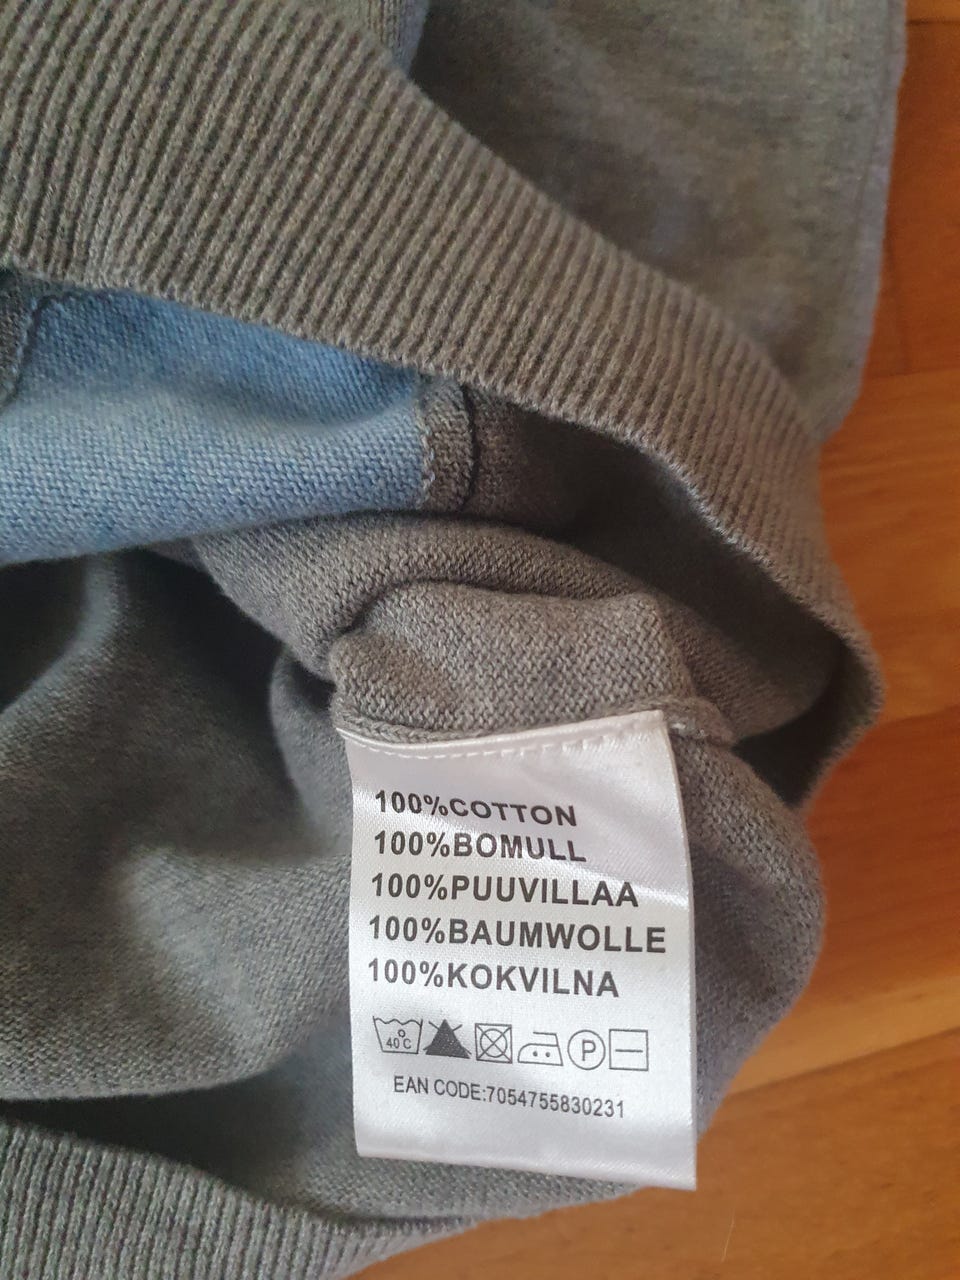 100%COTTON
100%BOMULL
100%PUUVILLAA
100%BAUMWOLLE
100%KOKVILNA
40°C P
EAN CODE:7054755830231